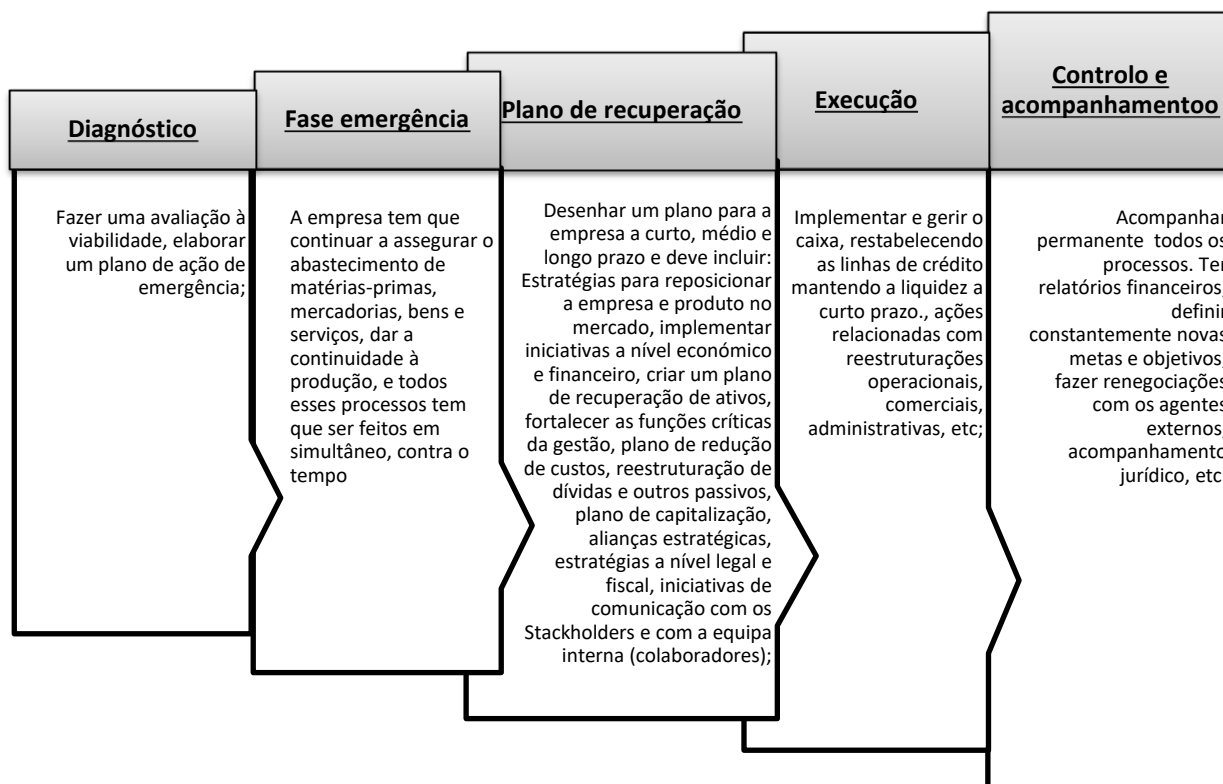 Diagnóstico
Fazer uma avaliação à
viabilidade, elaborar
um plano de ação de
emergência;
Fase emergência
A empresa tem que
continuar a assegurar o
abastecimento de
matérias-primas,
mercadorias, bens e
serviços, dar a
continuidade à
produção, e todos
esses processos tem
que ser feitos em
simultâneo, contra o
tempo
Plano de recuperação
Desenhar um plano para a
empresa a curto, médio e
longo prazo e deve incluir:
Estratégias para reposicionar
a empresa e produto no
mercado, implementar
iniciativas a nível económico
e financeiro, criar um plano
de recuperação de ativos,
fortalecer as funções críticas
da gestão, plano de redução
de custos, reestruturação de
dívidas e outros passivos,
plano de capitalização,
alianças estratégicas,
estratégias a nível legal e
fiscal, iniciativas de
comunicação com os
Stackholders e com a equipa
interna (colaboradores);
Execução
Implementar e gerir o
caixa, restabelecendo
as linhas de crédito
mantendo a liquidez a
curto prazo., ações
relacionadas com
reestruturações
operacionais,
comerciais,
administrativas, etc;
Controlo e
acompanhamentoo
Acompanhar
permanente todos os
processos. Ter
relatórios financeiros,
definir
constantemente novas
metas e objetivos,
fazer renegociações
com os agentes
externos,
acompanhamento
jurídico, etc